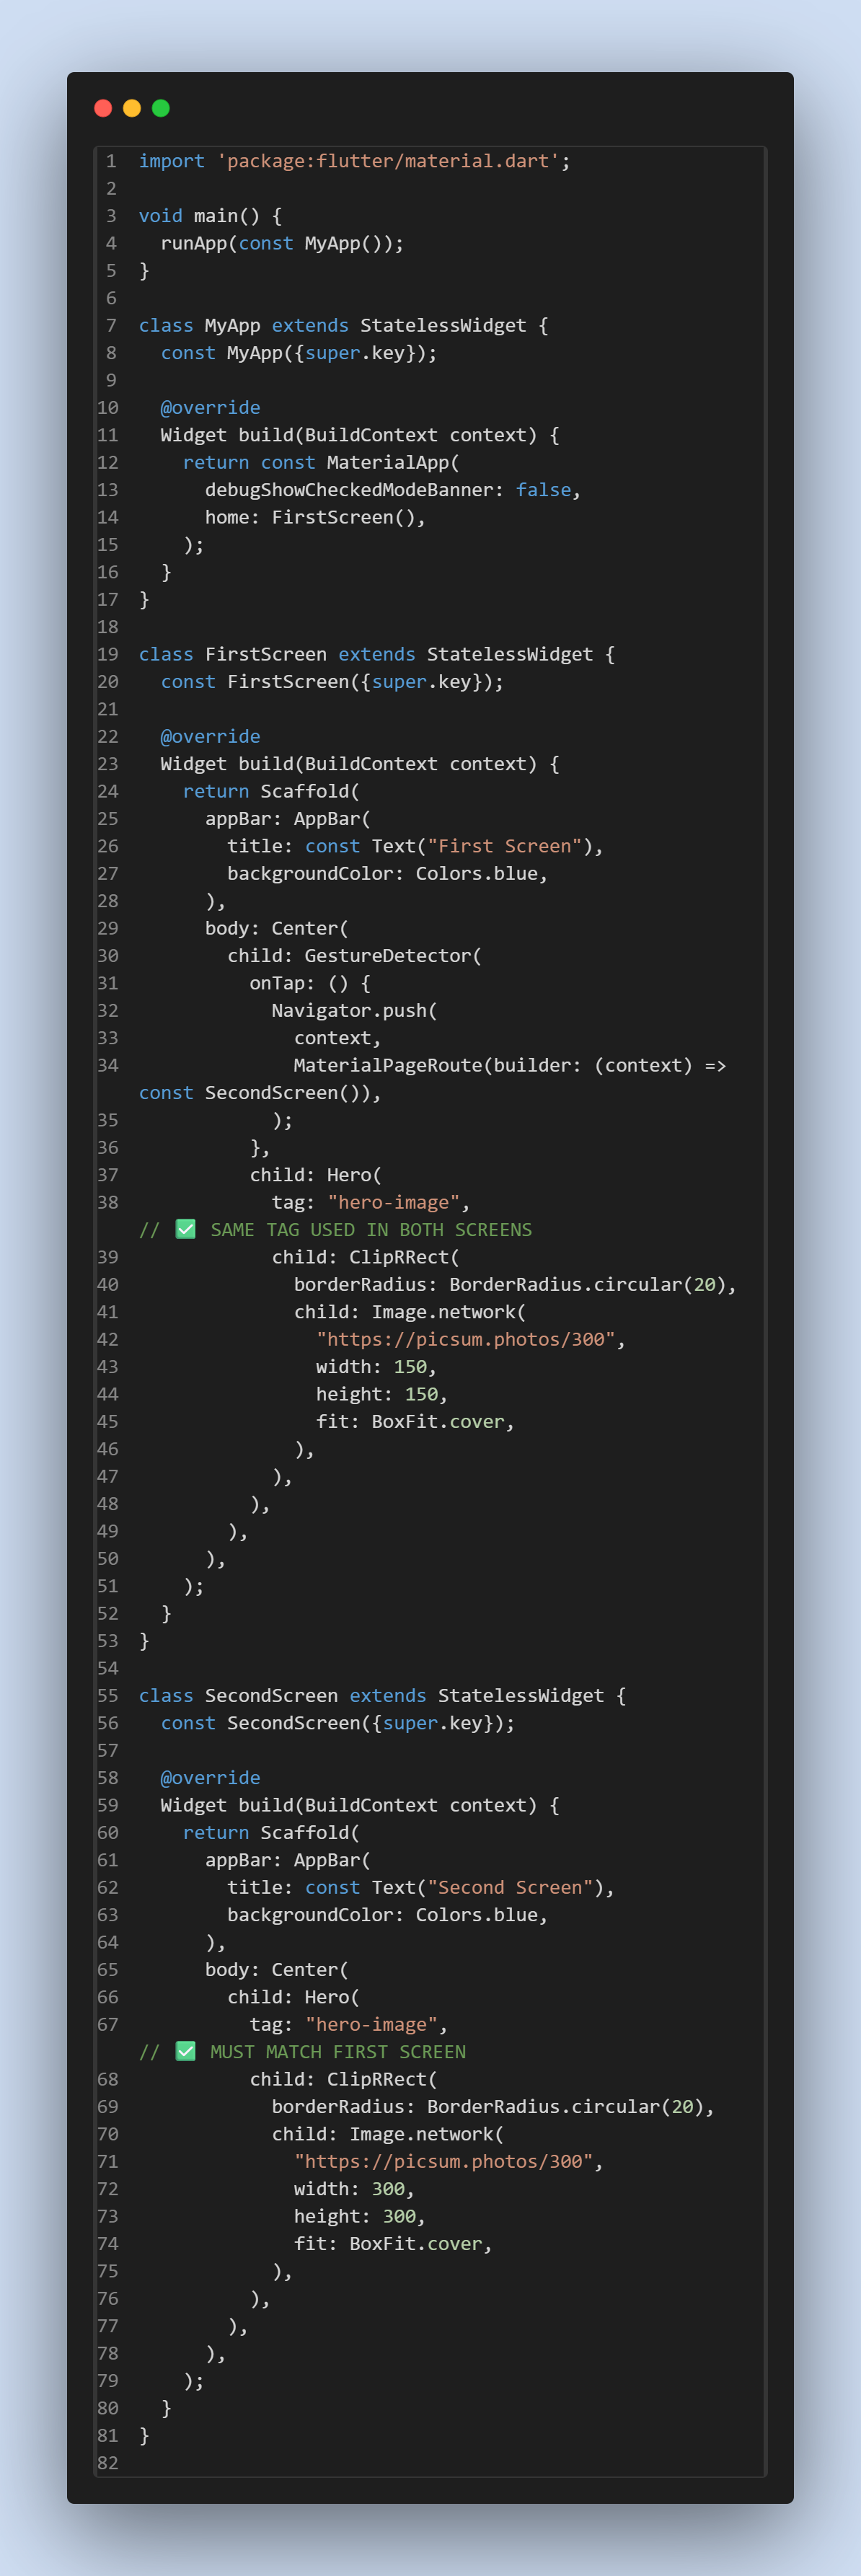 1 import 'package:flutter/material.dart';
2
3 void main() {
4   runApp(const MyApp());
5 }
6
7 class MyApp extends StatelessWidget {
8   const MyApp({super.key});
9
10   @override
11   Widget build(BuildContext context) {
12     return const MaterialApp(
13       debugShowCheckedModeBanner: false,
14       home: FirstScreen(),
15     );
16   }
17 }
18
19 class FirstScreen extends StatelessWidget {
20   const FirstScreen({super.key});
21
22   @override
23   Widget build(BuildContext context) {
24     return Scaffold(
25       appBar: AppBar(
26         title: const Text("First Screen"),
27         backgroundColor: Colors.blue,
28       ),
29       body: Center(
30         child: GestureDetector(
31           onTap: () {
32             Navigator.push(
33               context,
34               MaterialPageRoute(builder: (context) =>
const SecondScreen()),
35             );
36           },
37           child: Hero(
38             tag: "hero-image",
// ✅ SAME TAG USED IN BOTH SCREENS
39             child: ClipRRect(
40               borderRadius: BorderRadius.circular(20),
41               child: Image.network(
42                 "https://picsum.photos/300",
43                 width: 150,
44                 height: 150,
45                 fit: BoxFit.cover,
46               ),
47             ),
48           ),
49         ),
50       ),
51     );
52   }
53 }
54
55 class SecondScreen extends StatelessWidget {
56   const SecondScreen({super.key});
57
58   @override
59   Widget build(BuildContext context) {
60     return Scaffold(
61       appBar: AppBar(
62         title: const Text("Second Screen"),
63         backgroundColor: Colors.blue,
64       ),
65       body: Center(
66         child: Hero(
67           tag: "hero-image",
// ✅ MUST MATCH FIRST SCREEN
68           child: ClipRRect(
69             borderRadius: BorderRadius.circular(20),
70             child: Image.network(
71               "https://picsum.photos/300",
72               width: 300,
73               height: 300,
74               fit: BoxFit.cover,
75             ),
76           ),
77         ),
78       ),
79     );
80   }
81 }
82